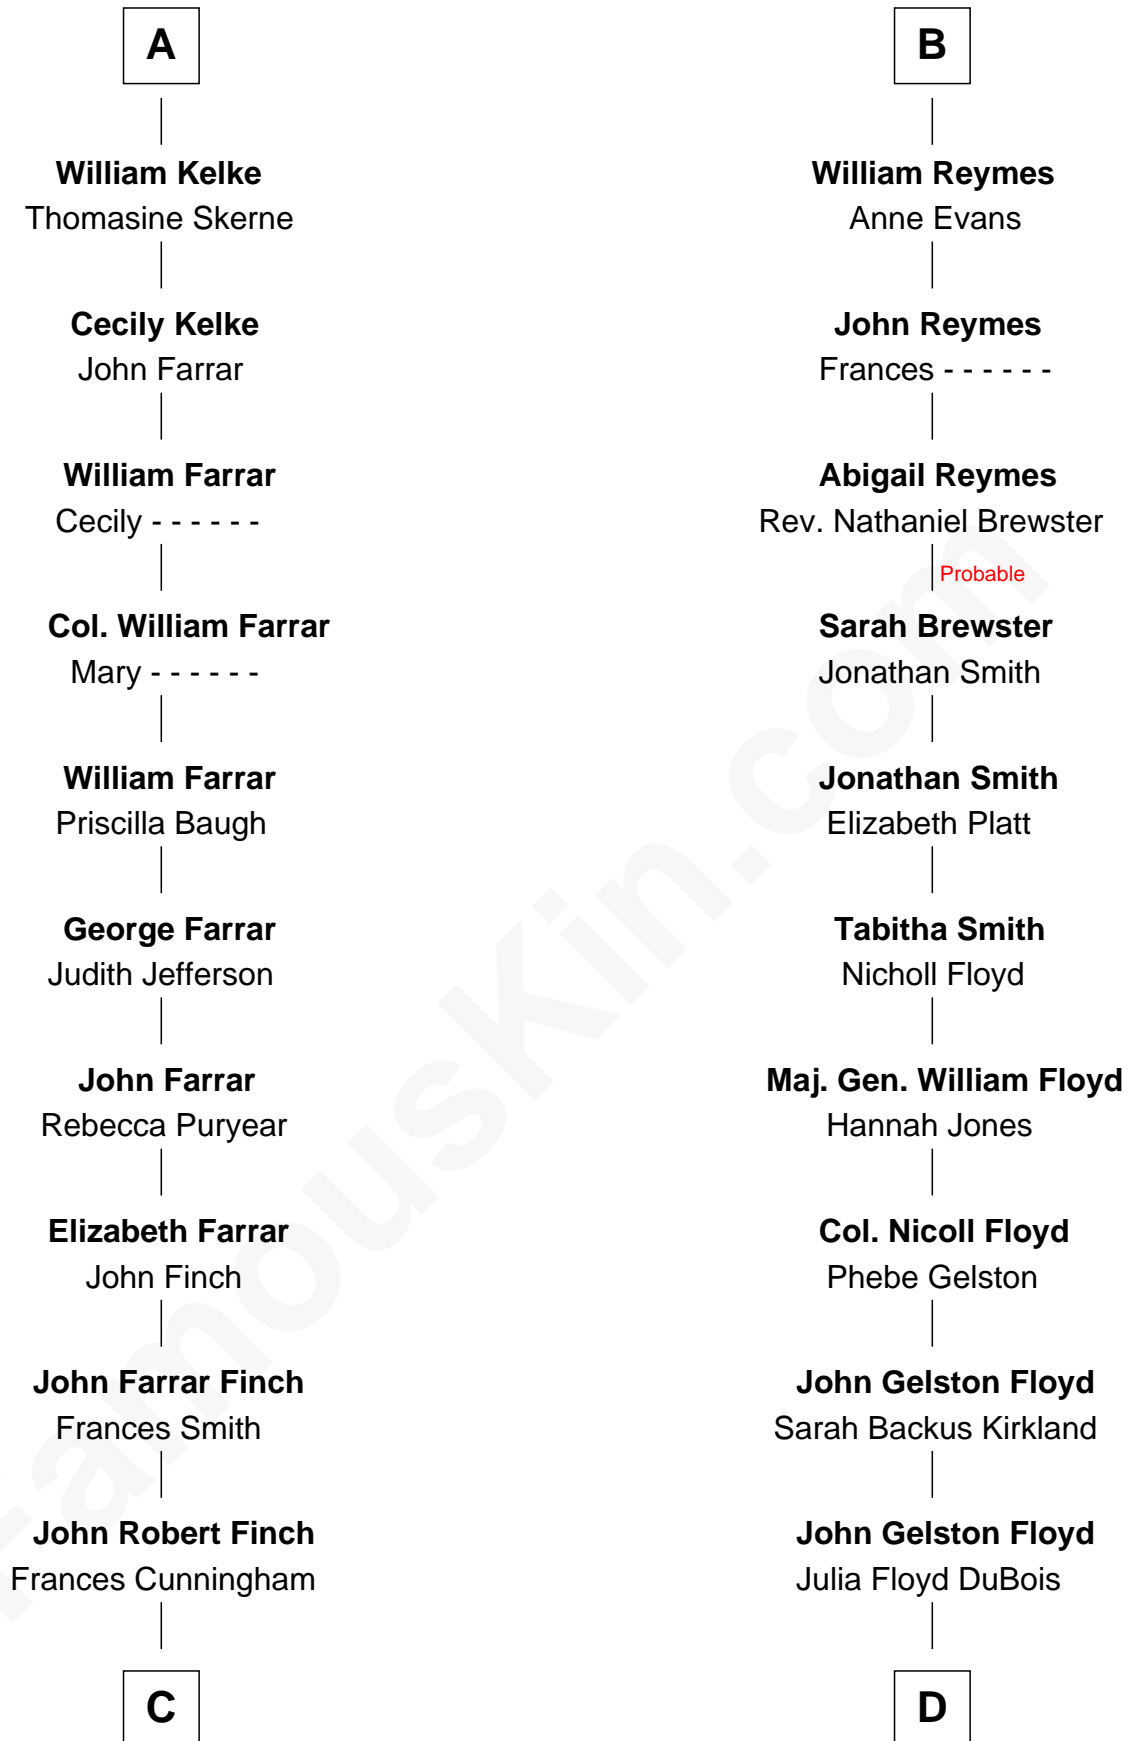 A
William Kelke
Thomasine Skerne
Cecily Kelke
John Farrar
William Farrar
Cecily - - - - - -
Col. William Farrar
Mary - - - - - -
William Farrar
Priscilla Baugh
George Farrar
Judith Jefferson
John Farrar
Rebecca Puryear
Elizabeth Farrar
John Finch
John Farrar Finch
Frances Smith
John Robert Finch
Frances Cunningham
C
B
William Reymes
Anne Evans
John Reymes
Frances - - - - - -
Abigail Reymes
Rev. Nathaniel Brewster
Probable
Sarah Brewster
Jonathan Smith
Jonathan Smith
Elizabeth Platt
Tabitha Smith
Nicholl Floyd
Maj. Gen. William Floyd
Hannah Jones
Col. Nicoll Floyd
Phebe Gelston
John Gelston Floyd
Sarah Backus Kirkland
John Gelston Floyd
Julia Floyd DuBois
D
FamousKin.com